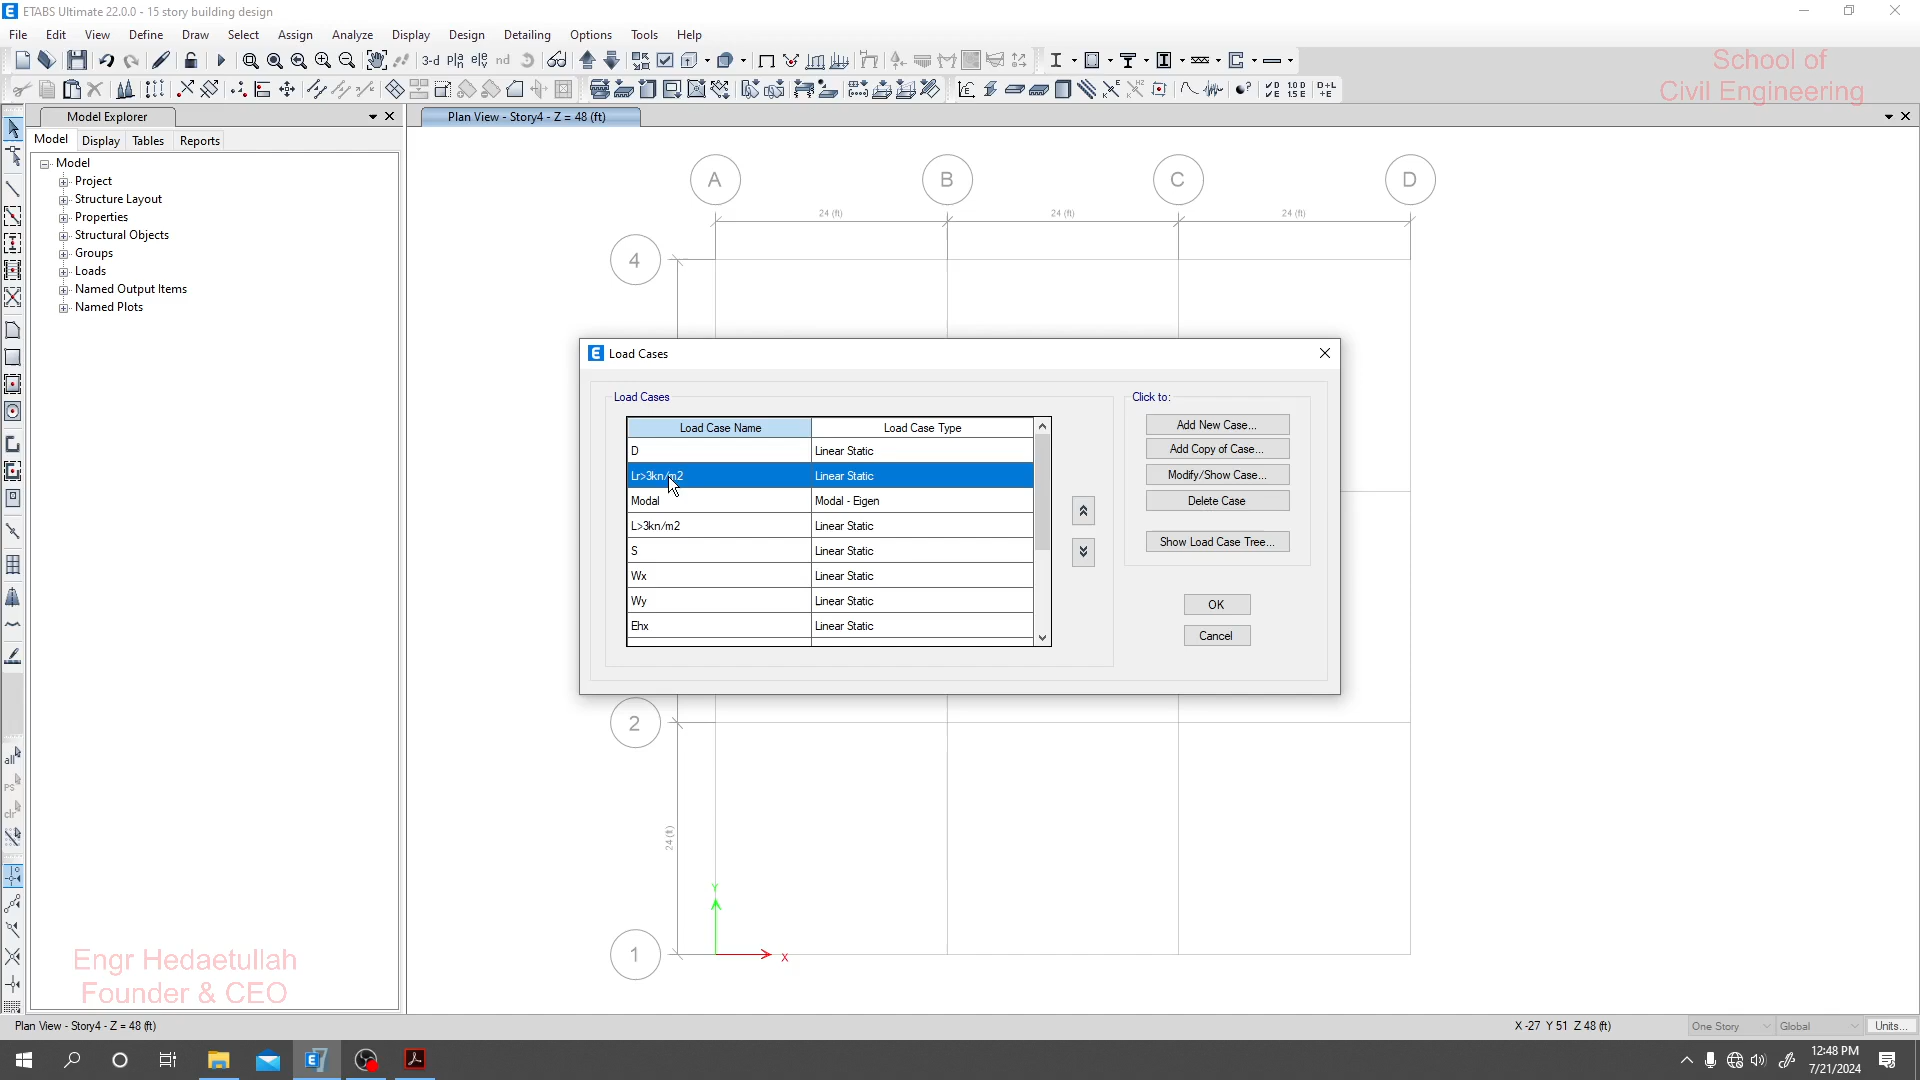 ETABS Ultimate 22.0.0 - 15 story building design
File Edit View Define Draw Select Assign Analyze Display Design Detailing Options Tools Help
School of
Civil Engineering
Model Explorer
Plan View - Story4 - Z = 48 (ft)
Model Display Tables Reports
Model
Project
Structure Layout
Properties
Structural Objects
Groups
Loads
Named Output Items
Named Plots
A B C D
24 (ft) 24 (ft) 24 (ft)
4
Load Cases
Load Cases
Click to:
Load Case Name Load Case Type
D Linear Static
Lr>3kn/m2 Linear Static
Modal Modal - Eigen
L>3kn/m2 Linear Static
S Linear Static
Wx Linear Static
Wy Linear Static
Ehx Linear Static
Add New Case...
Add Copy of Case...
Modify/Show Case...
Delete Case
Show Load Case Tree...
OK
Cancel
2
24 (ft)
Y
X
1
Engr Hedaetullah
Founder & CEO
Plan View - Story4 - Z = 48 (ft)
X -27 Y 51 Z 48 (ft)
One Story Global Units...
12:48 PM
7/21/2024